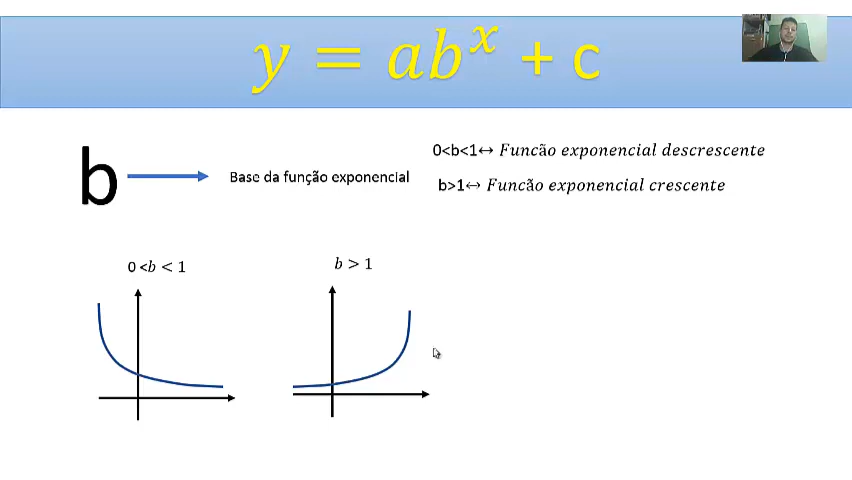 y = ab^x + c
b
Base da função exponencial
0<b<1↔ Funcão exponencial descrescente
b>1↔ Funcão exponencial crescente
0 <b < 1
b > 1